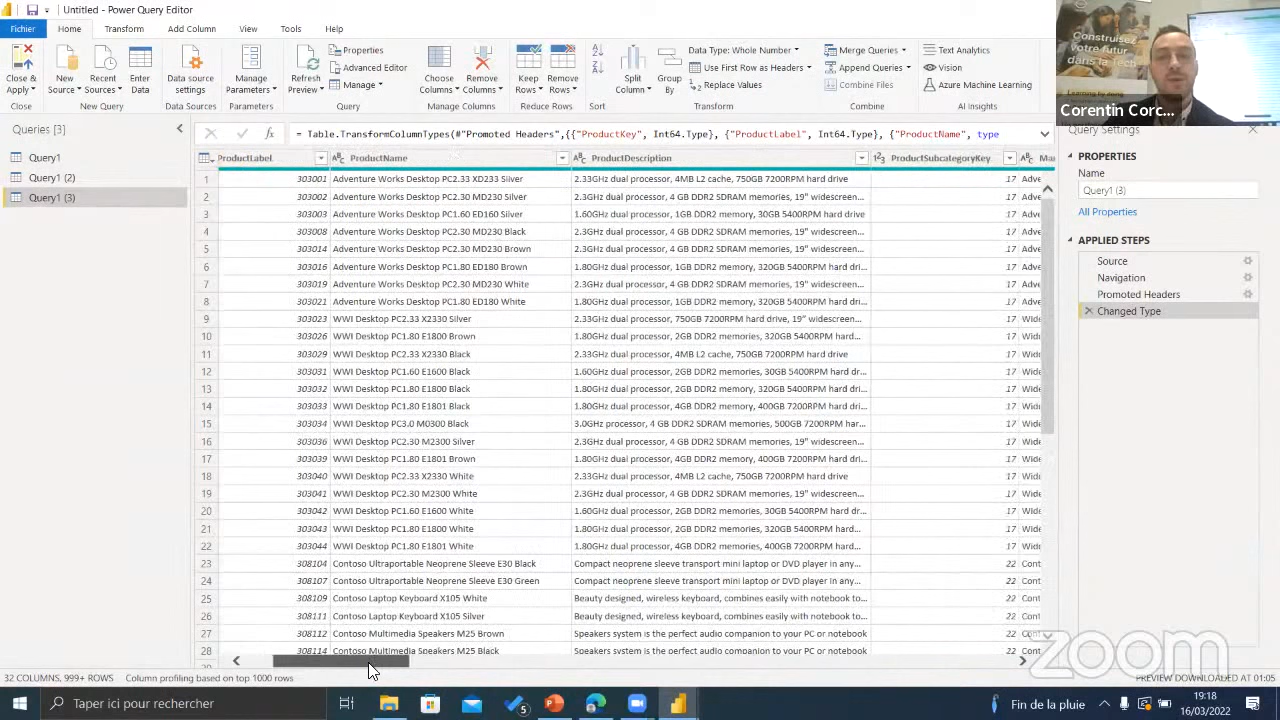 Untitled - Power Query Editor
Fichier Home Transform Add Column View Tools Help
Close & Apply
New Source
Recent Sources
Enter Data
Data source settings
Manage Parameters
Refresh Preview
Properties
Advanced Editor
Manage
Choose Columns
Remove Columns
Keep Rows
Remove Rows
Split Column
Group By
Data Type: Whole Number
Use First Row as Headers
Replace Values
Merge Queries
Append Queries
Combine Files
Text Analytics
Vision
Azure Machine Learning
Close New Query Data Sources Parameters Query Reduce Rows Sort Transform Combine AI Insights
Construisez
votre futur
dans le Tech
Corentin Corc...
Queries [3]
Query1
Query1 (2)
Query1 (3)
= Table.TransformColumnTypes(#"Promoted Headers",{{"ProductKey", Int64.Type}, {"ProductLabel", Int64.Type}, {"ProductName", type
ProductLabel ProductName ProductDescription ProductSubcategoryKey
1 303001 Adventure Works Desktop PC2.33 XD233 Silver 2.33GHz dual processor, 4MB L2 cache, 750GB 7200RPM hard drive 17 Adve
2 303002 Adventure Works Desktop PC2.30 MD230 Silver 2.3GHz dual processor, 4 GB DDR2 SDRAM memories, 19" widescreen... 17 Adve
3 303003 Adventure Works Desktop PC1.60 ED160 Silver 1.60GHz dual processor, 1GB DDR2 memory, 30GB 5400RPM hard drive 17 Adve
4 303008 Adventure Works Desktop PC2.30 MD230 Black 2.3GHz dual processor, 4 GB DDR2 SDRAM memories, 19" widescreen... 17 Adve
5 303014 Adventure Works Desktop PC2.30 MD230 Brown 2.3GHz dual processor, 4 GB DDR2 SDRAM memories, 19" widescreen... 17 Adve
6 303016 Adventure Works Desktop PC1.80 ED180 Brown 1.80GHz dual processor, 1GB DDR2 memory, 320GB 5400RPM hard dri... 17 Adve
7 303019 Adventure Works Desktop PC2.30 MD230 White 2.3GHz dual processor, 4 GB DDR2 SDRAM memories, 19" widescreen... 17 Adve
8 303021 Adventure Works Desktop PC1.80 ED180 White 1.80GHz dual processor, 1GB DDR2 memory, 320GB 5400RPM hard dri... 17 Adve
9 303023 WWI Desktop PC2.33 X2330 Silver 2.33GHz dual processor, 750GB 7200RPM hard drive, 19" widescreen... 17 Wide
10 303026 WWI Desktop PC1.80 E1800 Brown 1.80GHz dual processor, 2GB DDR2 memory, 320GB 5400RPM hard dri... 17 Wide
11 303029 WWI Desktop PC2.33 X2330 Black 2.33GHz dual processor, 4MB L2 cache, 750GB 7200RPM hard drive 17 Wide
12 303031 WWI Desktop PC1.60 E1600 Black 1.60GHz dual processor, 2GB DDR2 memories, 30GB 5400RPM hard dri... 17 Wide
13 303032 WWI Desktop PC1.80 E1800 Black 1.80GHz dual processor, 2GB DDR2 memories, 320GB 5400RPM hard d... 17 Wide
14 303033 WWI Desktop PC1.80 E1801 Black 1.80GHz dual processor, 4GB DDR2 memory, 400GB 7200RPM hard dri... 17 Wide
15 303034 WWI Desktop PC3.0 M0300 Black 3.0GHz processor, 4 GB DDR2 SDRAM memories, 500GB 7200RPM hard... 17 Wide
16 303036 WWI Desktop PC2.30 M2300 Silver 2.3GHz dual processor, 4 GB DDR2 SDRAM memories, 19" widescreen... 17 Wide
17 303039 WWI Desktop PC1.80 E1801 Brown 1.80GHz dual processor, 4GB DDR2 memory, 400GB 7200RPM hard dri... 17 Wide
18 303040 WWI Desktop PC2.33 X2330 White 2.33GHz dual processor, 4MB L2 cache, 750GB 7200RPM hard drive 17 Wide
19 303041 WWI Desktop PC2.30 M2300 White 2.3GHz dual processor, 4 GB DDR2 SDRAM memories, 19" widescreen... 17 Wide
20 303042 WWI Desktop PC1.60 E1600 White 1.60GHz dual processor, 2GB DDR2 memories, 30GB 5400RPM hard dri... 17 Wide
21 303043 WWI Desktop PC1.80 E1800 White 1.80GHz dual processor, 2GB DDR2 memories, 320GB 5400RPM hard d... 17 Wide
22 303044 WWI Desktop PC1.80 E1801 White 1.80GHz dual processor, 4GB DDR2 memories, 400GB 7200RPM hard d... 17 Wide
23 308104 Contoso Ultraportable Neoprene Sleeve E30 Black Compact neoprene sleeve transport mini laptop or DVD player in any... 22 Cont
24 308107 Contoso Ultraportable Neoprene Sleeve E30 Green Compact neoprene sleeve transport mini laptop or DVD player in any... 22 Cont
25 308109 Contoso Laptop Keyboard X105 White Beauty designed, wireless keyboard, combines easily with notebook to... 22 Cont
26 308111 Contoso Laptop Keyboard X105 Silver Beauty designed, wireless keyboard, combines easily with notebook to... 22 Cont
27 308112 Contoso Multimedia Speakers M25 Brown Speakers system is the perfect audio companion to your PC or notebook 22 Cont
28 308114 Contoso Multimedia Speakers M25 Black Speakers system is the perfect audio companion to your PC or notebook 22 Cont
Query Settings
PROPERTIES
Name
Query1 (3)
All Properties
APPLIED STEPS
Source
Navigation
Promoted Headers
Changed Type
zoom
32 COLUMNS, 999+ ROWS Column profiling based on top 1000 rows PREVIEW DOWNLOADED AT 01:05
Taper ici pour rechercher
Fin de la pluie
19:18
16/03/2022